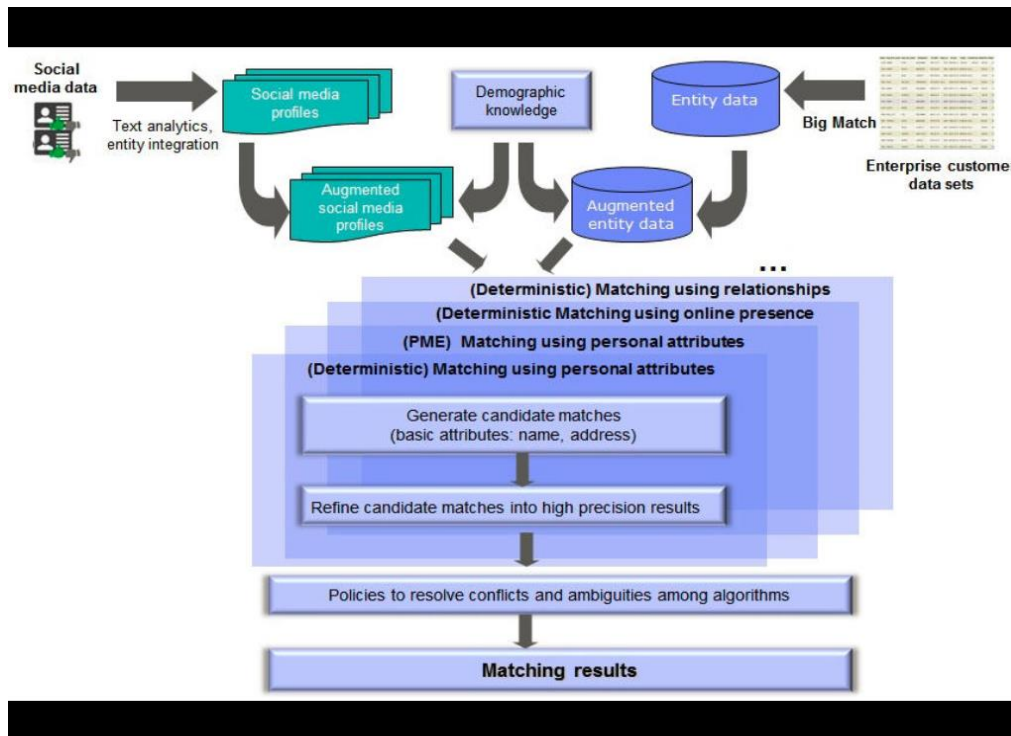 Social
media data
Text analytics,
entity integration
Social media
profiles
Demographic
knowledge
Entity data
Big Match
Enterprise custome
data sets
Augmented
social media
profiles
Augmented
entity data
...
(Deterministic) Matching using relationships
(Deterministic Matching using online presence
(PME) Matching using personal attributes
(Deterministic) Matching using personal attributes
Generate candidate matches
(basic attributes: name, address)
Refine candidate matches into high precision results
Policies to resolve conflicts and ambiguities among algorithms
Matching results